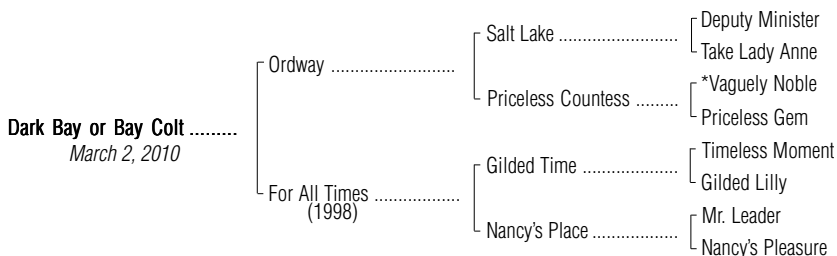 Deputy Minister
Salt Lake ..........................
Take Lady Anne
Ordway ...........................
*Vaguely Noble
Priceless Countess .........
Priceless Gem
Dark Bay or Bay Colt .........
March 2, 2010
Timeless Moment
Gilded Time .....................
Gilded Lilly
For All Times ...................
(1998)
Mr. Leader
Nancy's Place ...................
Nancy's Pleasure